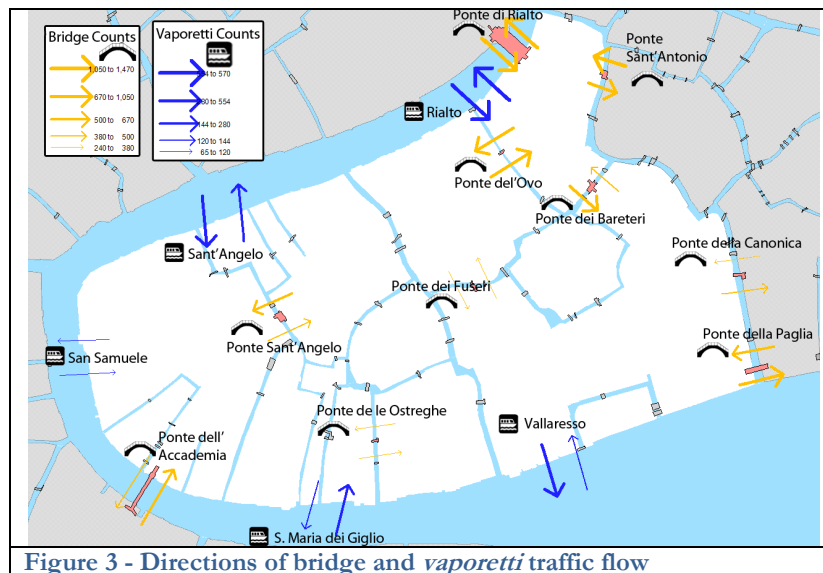 Ponte di Rialto
Bridge Counts
1,050 to 1,470
670 to 1,050
500 to 670
380 to 500
240 to 380
Vaporetti Counts
to 570
to 554
144 to 280
120 to 144
65 to 120
Ponte
Sant'Antonio
Rialto
Ponte del'Ovo
Ponte dei Bareteri
Ponte della Canonica
Sant'Angelo
Ponte dei Fuseri
Ponte Sant'Angelo
Ponte della Paglia
San Samuele
Ponte de le Ostreghe
Vallaresso
Ponte dell'
Accademia
S. Maria dei Giglio
Figure 3 - Directions of bridge and vaporetti traffic flow